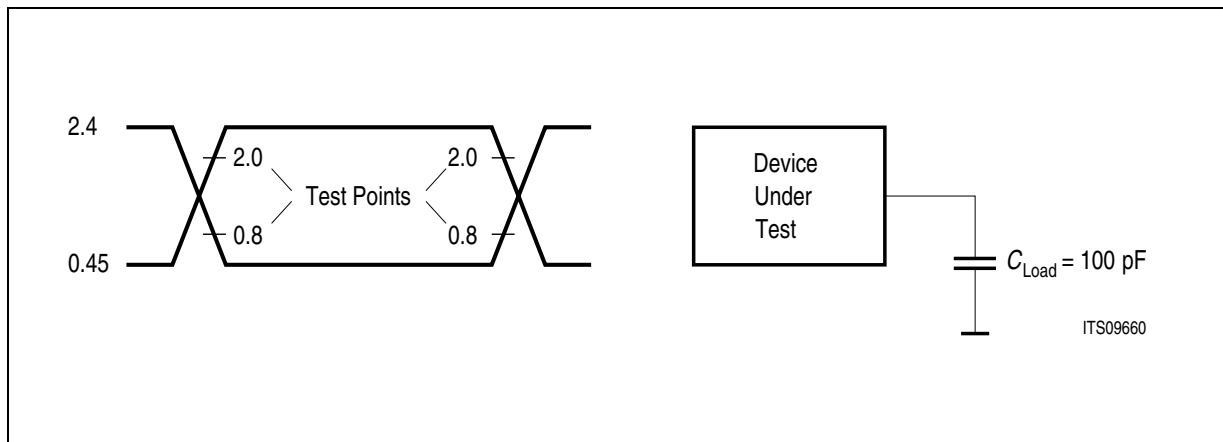 2.4
2.0
2.0
Test Points
0.8
0.8
0.45
Device
Under
Test
C Load = 100 pF
ITS09660